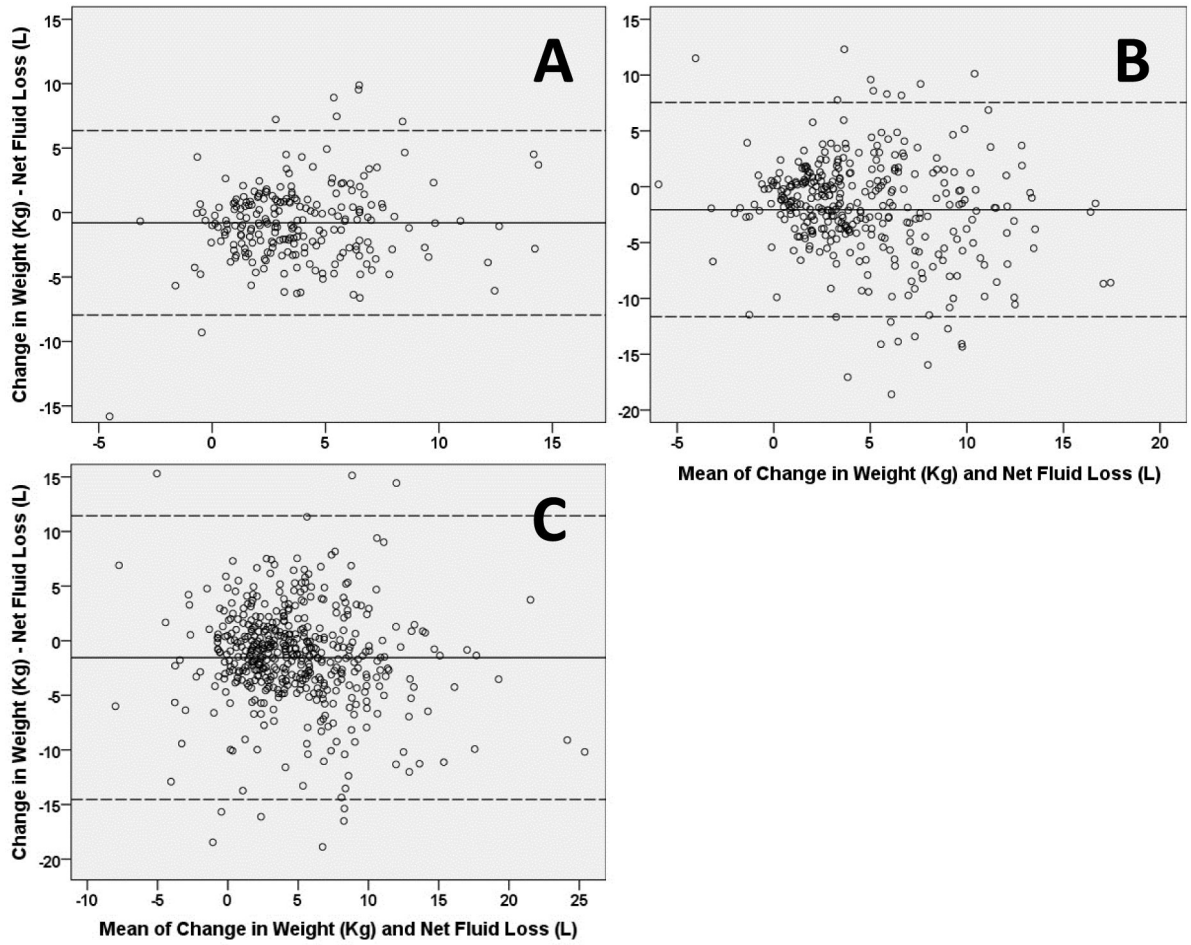 A
Change in Weight (Kg) - Net Fluid Loss (L)
15
10
5
0
-5
-10
-15
-5 0 5 10 15
B
15
10
5
0
-5
-10
-15
-20
-5 0 5 10 15 20
Mean of Change in Weight (Kg) and Net Fluid Loss (L)
C
Change in Weight (Kg) - Net Fluid Loss (L)
15
10
5
0
-5
-10
-15
-20
-10 -5 0 5 10 15 20 25
Mean of Change in Weight (Kg) and Net Fluid Loss (L)